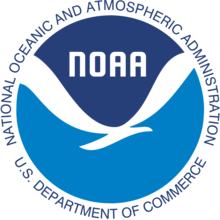 NATIONAL OCEANIC AND ATMOSPHERIC ADMINISTRATION
NOAA
U.S. DEPARTMENT OF COMMERCE